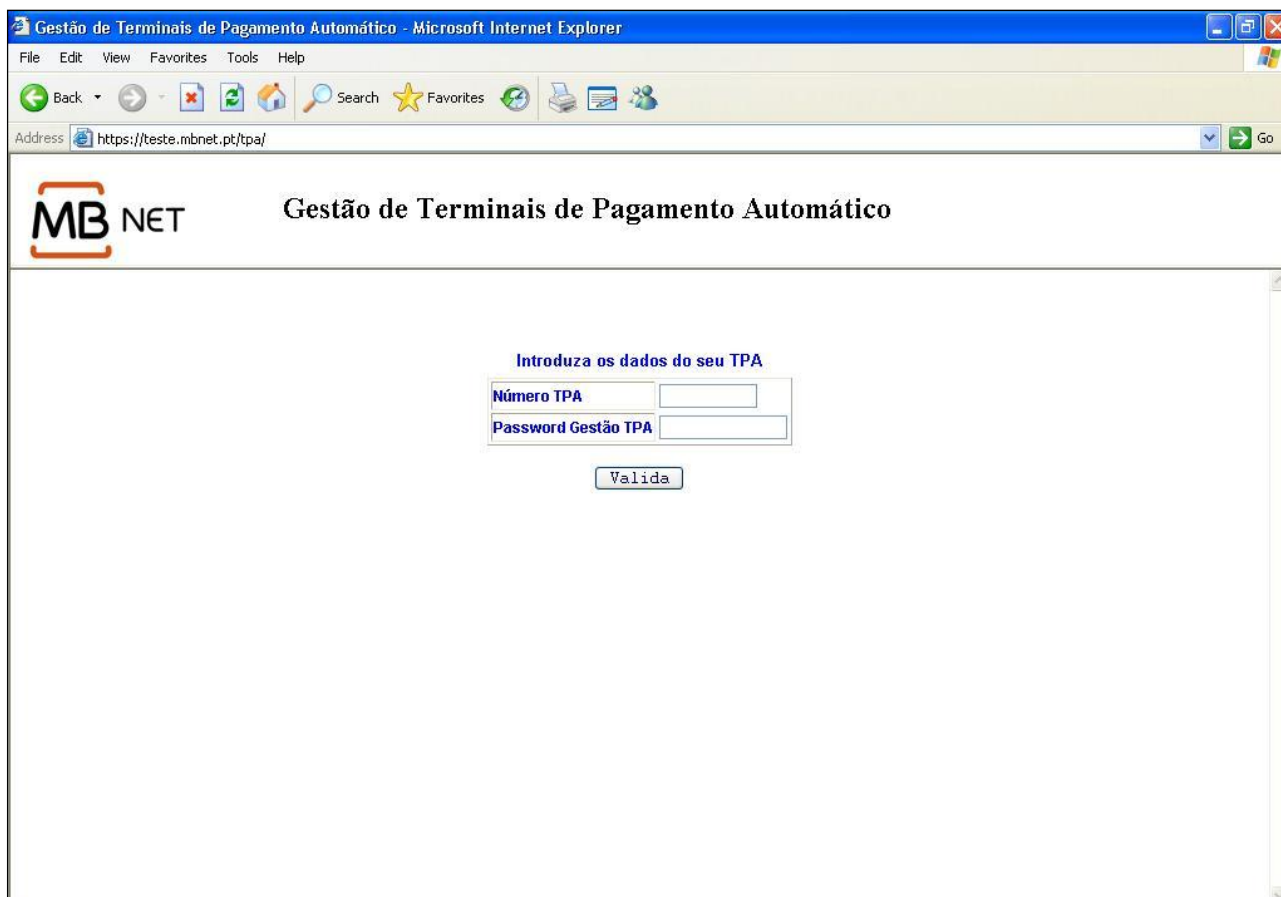 Gestão de Terminais de Pagamento Automático - Microsoft Internet Explorer
File Edit View Favorites Tools Help
Back Search Favorites
Address https://teste.mbnet.pt/tpa/ Go
MB NET
Gestão de Terminais de Pagamento Automático
Introduza os dados do seu TPA
Número TPA
Password Gestão TPA
Valida